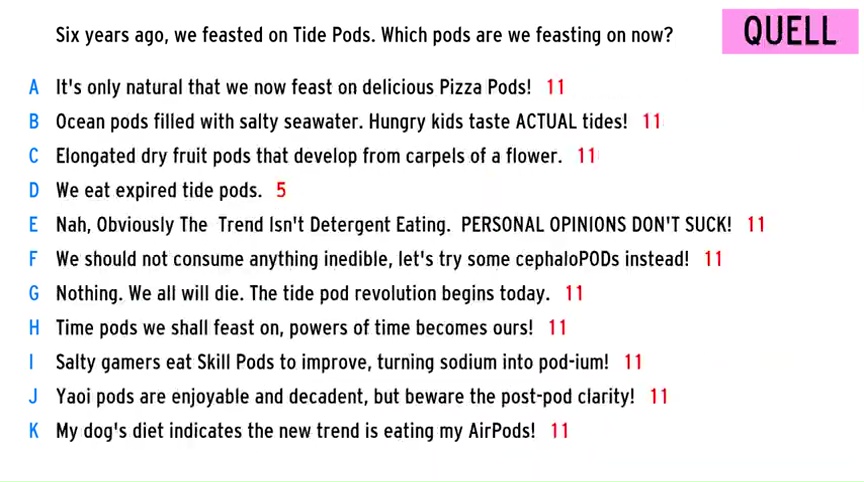 Six years ago, we feasted on Tide Pods. Which pods are we feasting on now?
QUELL
A It's only natural that we now feast on delicious Pizza Pods! 11
B Ocean pods filled with salty seawater. Hungry kids taste ACTUAL tides! 11
C Elongated dry fruit pods that develop from carpels of a flower. 11
D We eat expired tide pods. 5
E Nah, Obviously The Trend Isn't Detergent Eating. PERSONAL OPINIONS DON'T SUCK! 11
F We should not consume anything inedible, let's try some cephaloPODs instead! 11
G Nothing. We all will die. The tide pod revolution begins today. 11
H Time pods we shall feast on, powers of time becomes ours! 11
I Salty gamers eat Skill Pods to improve, turning sodium into pod-ium! 11
J Yaoi pods are enjoyable and decadent, but beware the post-pod clarity! 11
K My dog's diet indicates the new trend is eating my AirPods! 11